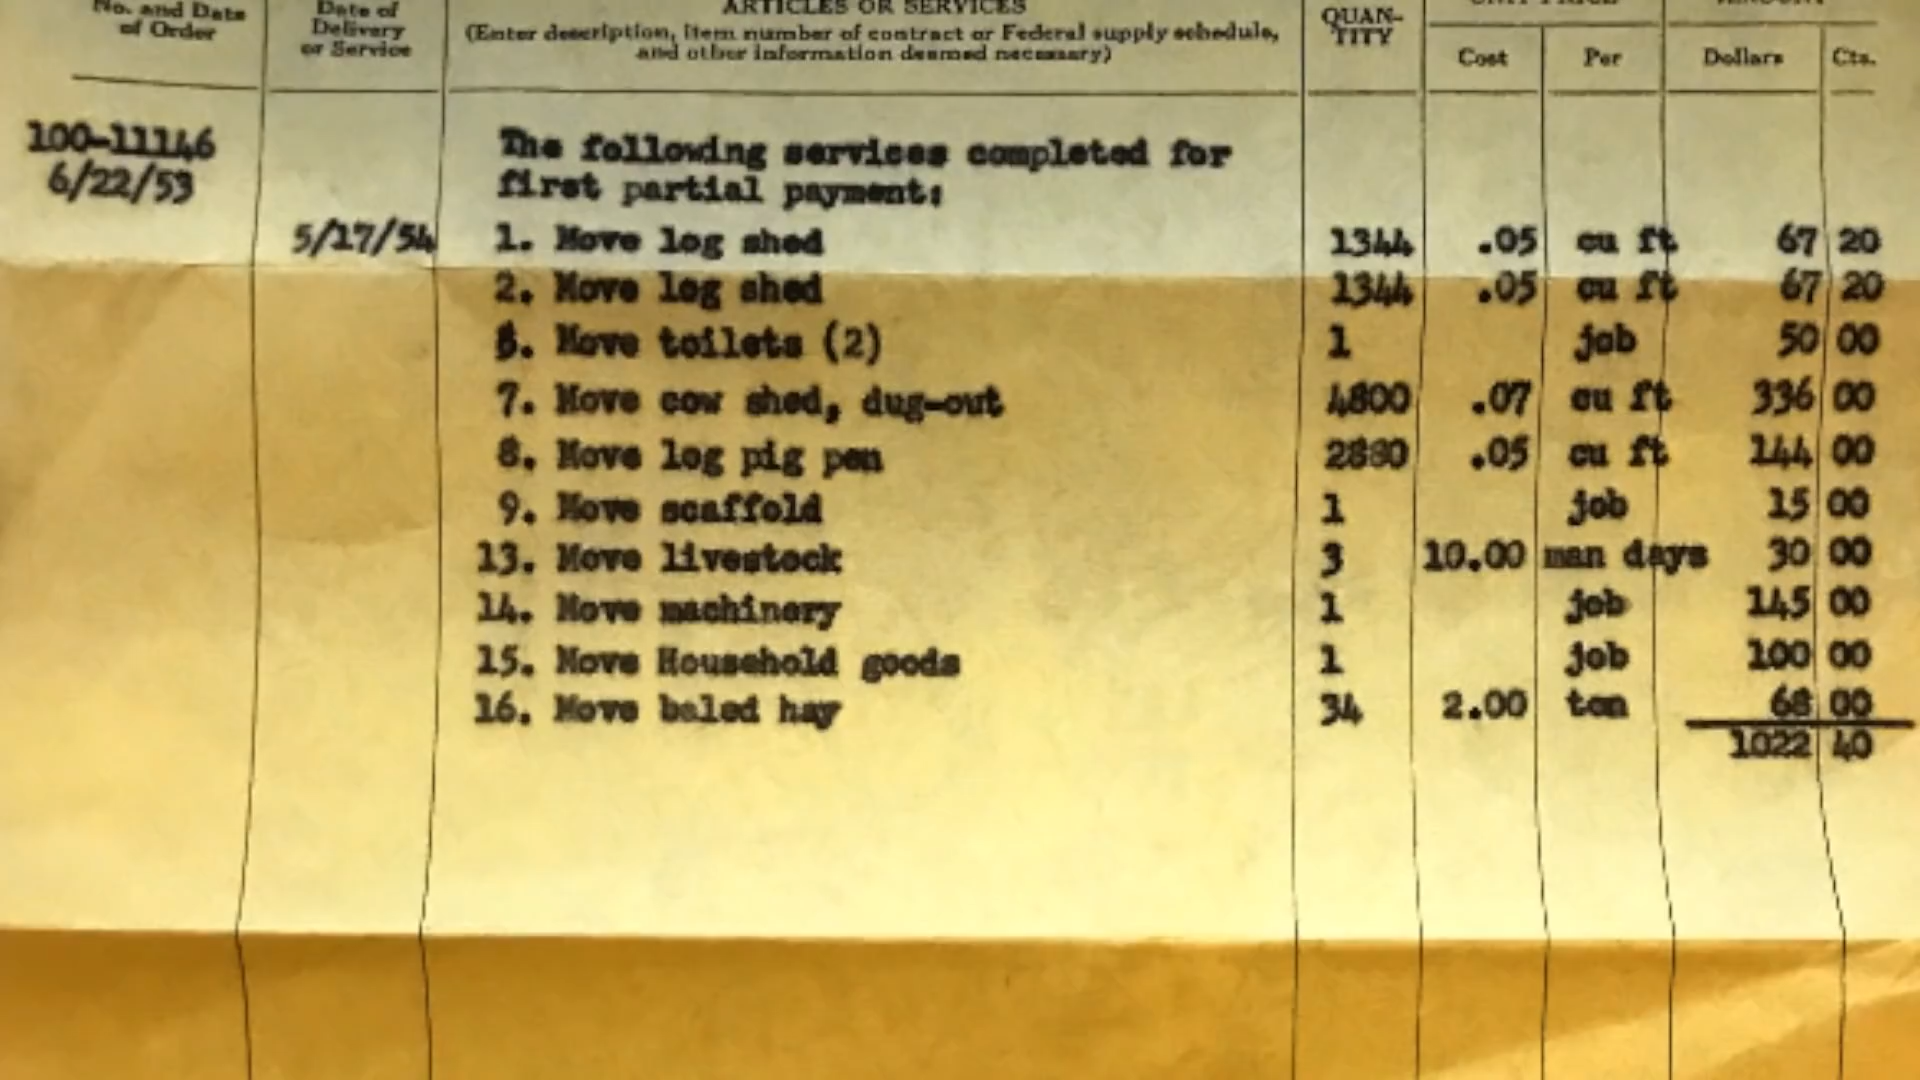 No. and Date of Order
Date of Delivery or Service
ARTICLES OR SERVICES
(Enter description, item number of contract or Federal supply schedule, and other information deemed necessary)
QUAN-TITY
UNIT PRICE
Cost Per
AMOUNT
Dollars Cts.
100-11146
6/22/53
The following services completed for
first partial payment:
5/17/54 1. Move log shed 1344 .05 cu ft 67 20
2. Move log shed 1344 .05 cu ft 67 20
Move toilets (2) 1 job 50 00
7. Move cow shed, dug-out 4800 .07 cu ft 336 00
8. Move log pig pen 2880 .05 cu ft 144 00
9. Move scaffold 1 job 15 00
13. Move livestock 3 10.00 man days 30 00
14. Move machinery 1 job 145 00
15. Move Household goods 1 job 100 00
16. Move baled hay 34 2.00 ton 68 00
1022 40